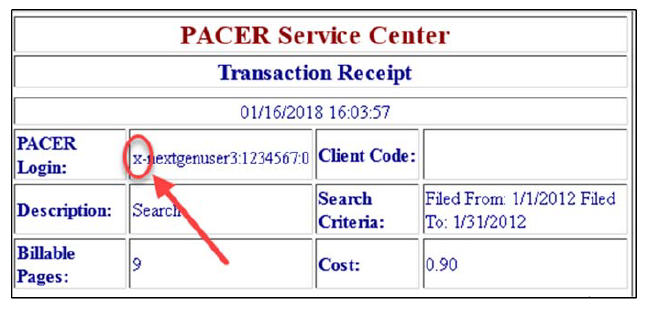 PACER Service Center
Transaction Receipt
01/16/2018 16:03:57
PACER Login: x-nextgenuser3:1234567:0 Client Code:
Description: Search Search Criteria: Filed From: 1/1/2012 Filed To: 1/31/2012
Billable Pages: 9 Cost: 0.90